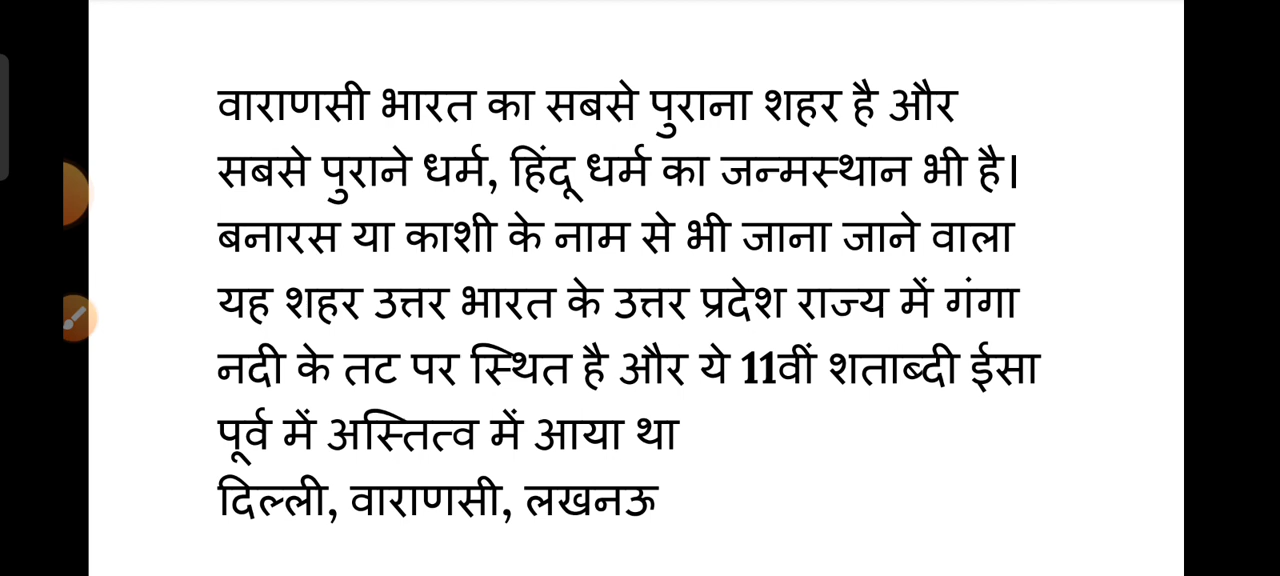 वाराणसी भारत का सबसे पुराना शहर है और
सबसे पुराने धर्म, हिंदू धर्म का जन्मस्थान भी है।
बनारस या काशी के नाम से भी जाना जाने वाला
यह शहर उत्तर भारत के उत्तर प्रदेश राज्य में गंगा
नदी के तट पर स्थित है और ये 11वीं शताब्दी ईसा
पूर्व में अस्तित्व में आया था
दिल्ली, वाराणसी, लखनऊ